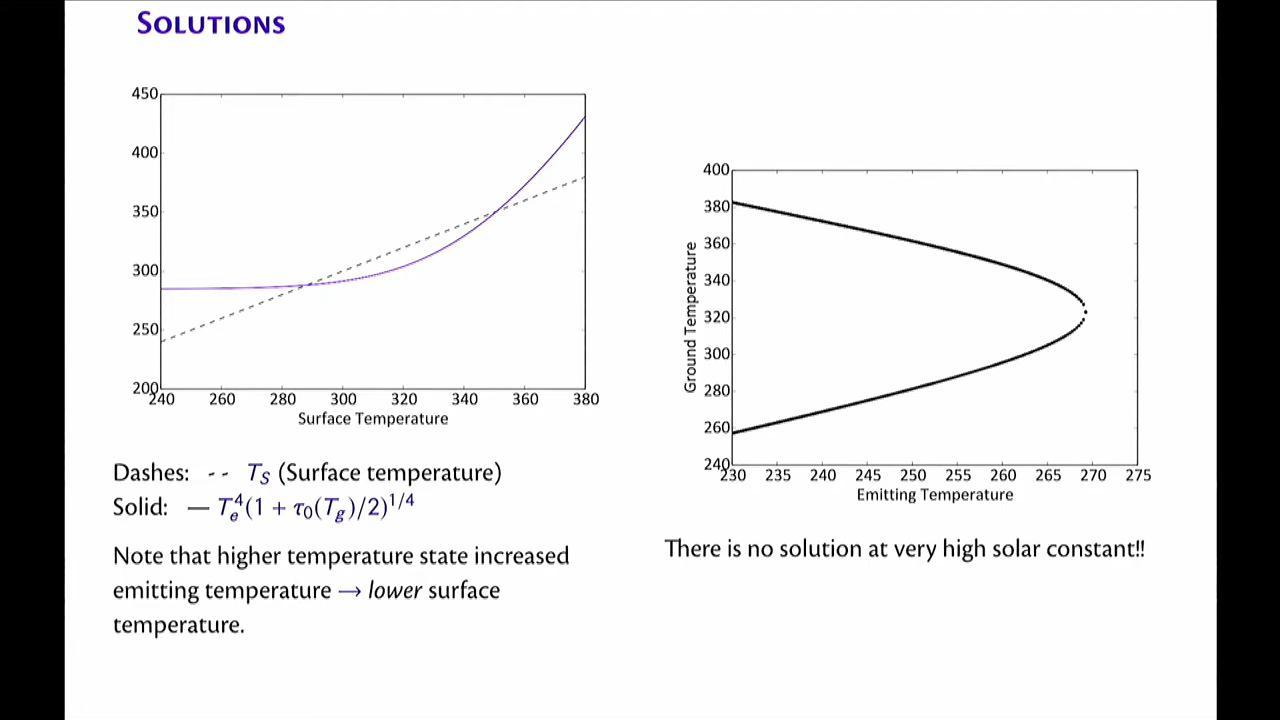 SOLUTIONS
450
400
350
300
250
200
240 260 280 300 320 340 360 380
Surface Temperature
Dashes: -- T_S (Surface temperature)
Solid: — T_e^4(1 + τ_0(T_g)/2)^{1/4}
Note that higher temperature state increased
emitting temperature → lower surface
temperature.
400
380
360
340
320
300
280
260
240
Ground Temperature
230 235 240 245 250 255 260 265 270 275
Emitting Temperature
There is no solution at very high solar constant!!